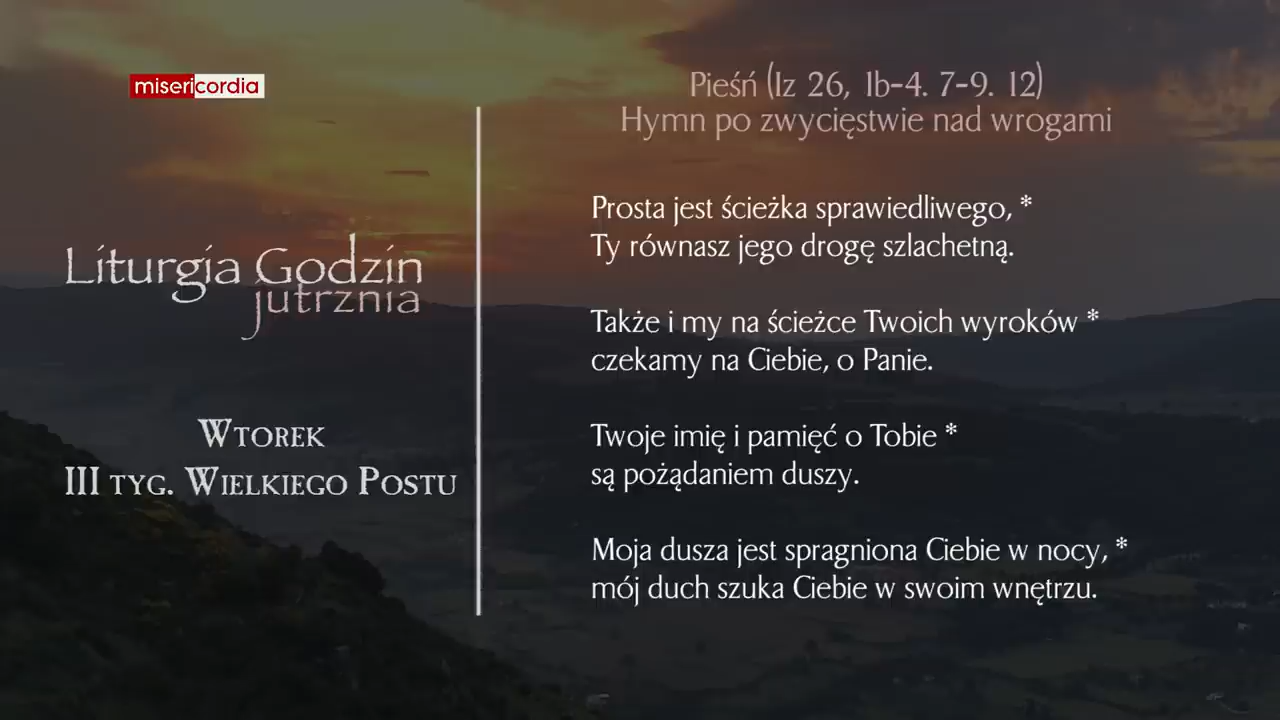 misericordia
Liturgia Godzin
jutrznia
Wtorek
III tyg. Wielkiego Postu
Pieśń (Iz 26, 1b-4. 7-9. 12)
Hymn po zwycięstwie nad wrogami
Prosta jest ścieżka sprawiedliwego, *
Ty równasz jego drogę szlachetną.
Także i my na ścieżce Twoich wyroków *
czekamy na Ciebie, o Panie.
Twoje imię i pamięć o Tobie *
są pożądaniem duszy.
Moja dusza jest spragniona Ciebie w nocy, *
mój duch szuka Ciebie w swoim wnętrzu.